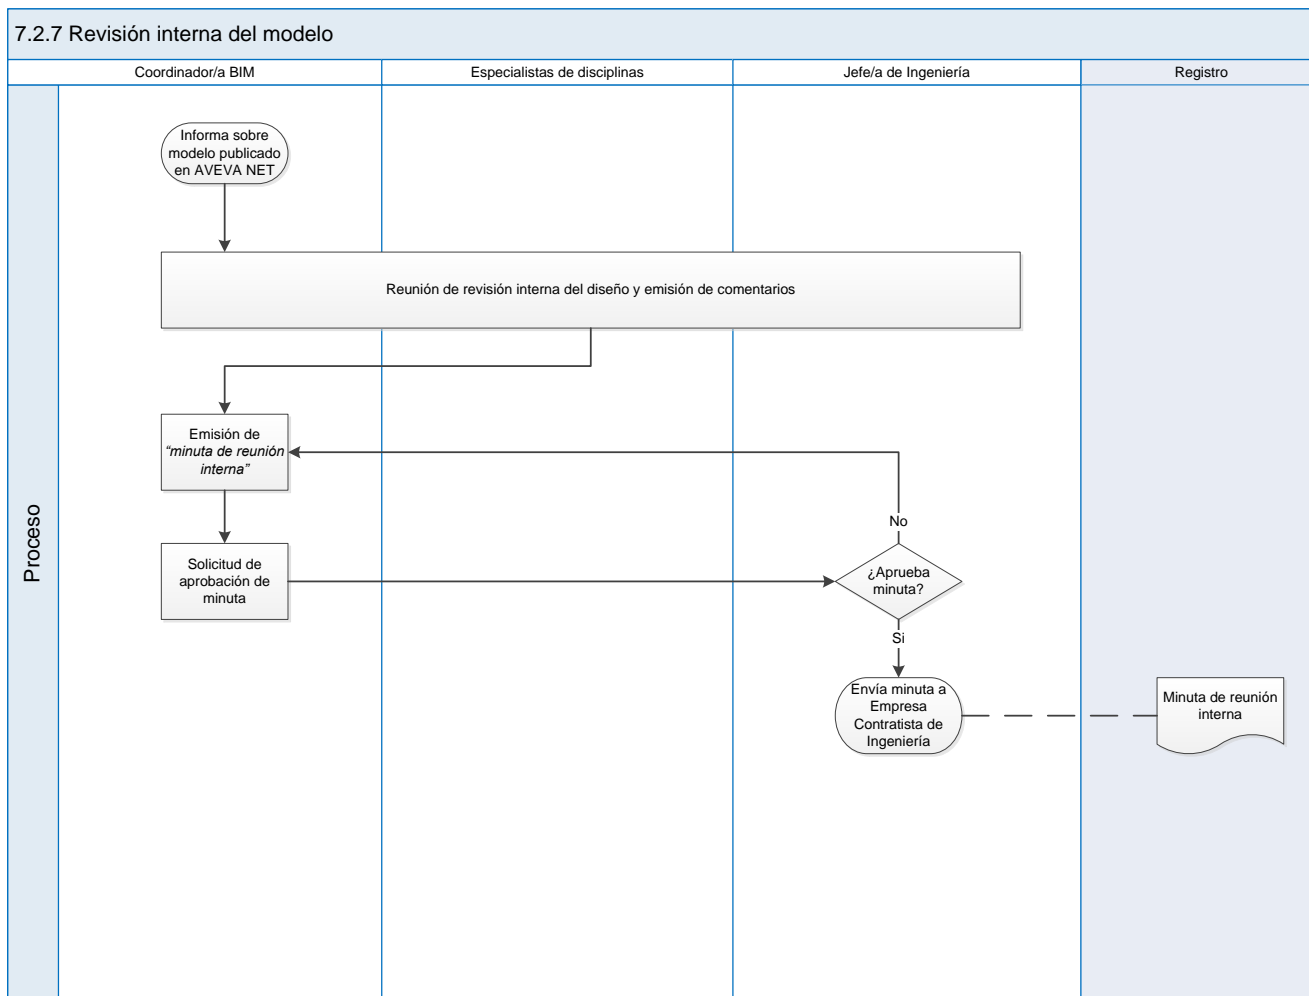 7.2.7 Revisión interna del modelo
Coordinador/a BIM
Especialistas de disciplinas
Jefe/a de Ingeniería
Registro
Proceso
Informa sobre
modelo publicado
en AVEVA NET
Reunión de revisión interna del diseño y emisión de comentarios
Emisión de
“minuta de reunión
interna”
Solicitud de
aprobación de
minuta
No
¿Aprueba
minuta?
Si
Envía minuta a
Empresa
Contratista de
Ingeniería
Minuta de reunión
interna